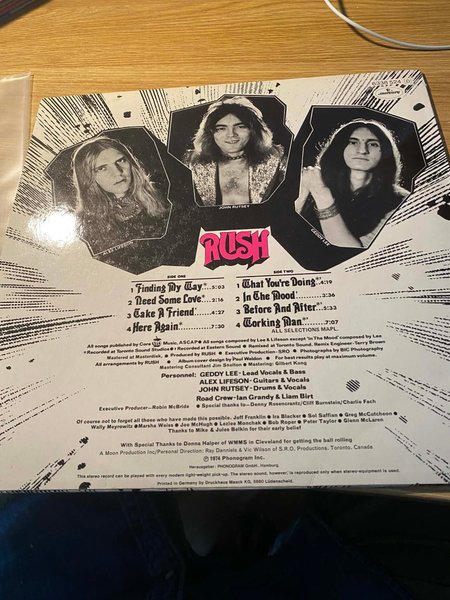 6338 524
mercury
ALEX LIFESON
JOHN RUTSEY
GEDDY LEE
RUSH
SIDE ONE
1 Finding My Way 5:03
2 Need Some Love 2:16
3 Take A Friend 4:27
4 Here Again 7:30
SIDE TWO
1 What You're Doing 4:19
2 In The Mood 3:36
3 Before And After 5:33
4 Working Man 7:07
ALL SELECTIONS MAPL.
All songs published by Core Music, ASCAP All songs composed by Lee & Lifeson except 'In The Mood' composed by Lee
Recorded at Toronto Sound Studios Recorded at Eastern Sound Remixed at Toronto Sound, Remix Engineer - Terry Brown
Mastered at Masterdisk, Produced by RUSH Executive Production - SRO Photographs by BIC Photography
All arrangements by RUSH Album cover design by Paul Weldon For best results play at maximum volume.
Mastering Consultant Jim Smalton Mastering: Gilbert Kong
Personnel: GEDDY LEE - Lead Vocals & Bass
ALEX LIFESON - Guitars & Vocals
JOHN RUTSEY - Drums & Vocals
Road Crew - Ian Grandy & Liam Birt
Executive Producer - Robin McBride Special thanks to - Donny Rosencrantz/Cliff Burnstein/Charlie Fach
Of course not to forget all those who have made this possible. Jeff Franklin Ira Blacker Sol Saffian Greg McCutcheon
Wally Meyrowitz Marsha Weiss Joe McHugh Lezlee Monchak Bob Roper Peter Taylor Glenn McLaren
Thanks to Mike & Jules Belkin for their early belief
With Special Thanks to Donna Halper of WMMS in Cleveland for getting the ball rolling
A Moon Production Inc/Personal Direction: Ray Danniels & Vic Wilson of S.R.O. Productions, Toronto, Canada
Ⓟ 1974 Phonogram Inc.
Herausgeber: PHONOGRAM GmbH, Hamburg.
This stereo record can be played with every modern light-weight pick-up. The stereo sound, however, is reproduced only when stereo-equipment is used.
Printed in Germany by Druckhaus Maack KG, 5880 Lüdenscheid.